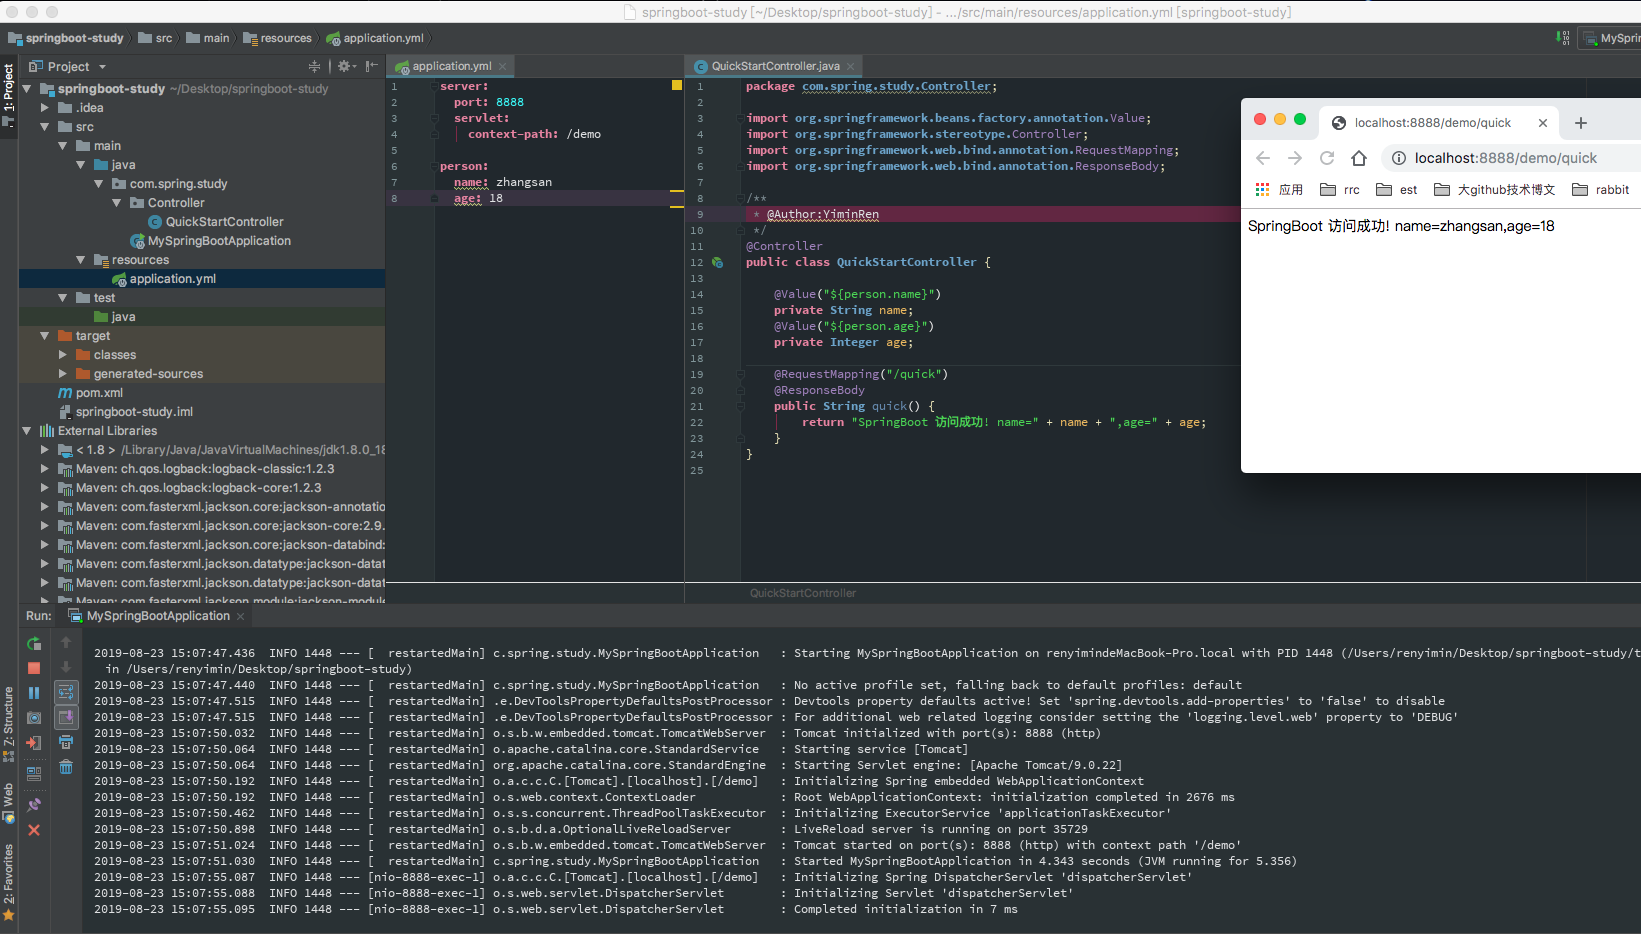 springboot-study [~/Desktop/springboot-study] - .../src/main/resources/application.yml [springboot-study]
springboot-study src main resources application.yml
Project
1: Project
springboot-study ~/Desktop/springboot-study
.idea
src
main
java
com.spring.study
Controller
QuickStartController
MySpringBootApplication
resources
application.yml
test
java
target
classes
generated-sources
pom.xml
springboot-study.iml
External Libraries
< 1.8 > /Library/Java/JavaVirtualMachines/jdk1.8.0_18
Maven: ch.qos.logback:logback-classic:1.2.3
Maven: ch.qos.logback:logback-core:1.2.3
Maven: com.fasterxml.jackson.core:jackson-annotatio
Maven: com.fasterxml.jackson.core:jackson-core:2.9.
Maven: com.fasterxml.jackson.core:jackson-databind:
Maven: com.fasterxml.jackson.datatype:jackson-datat
Maven: com.fasterxml.jackson.datatype:jackson-datat
Maven: com.fasterxml.jackson.module:jackson-module
application.yml
1 server:
2 port: 8888
3 servlet:
4 context-path: /demo
5
6 person:
7 name: zhangsan
8 age: 18
QuickStartController.java
1 package com.spring.study.Controller;
2
3 import org.springframework.beans.factory.annotation.Value;
4 import org.springframework.stereotype.Controller;
5 import org.springframework.web.bind.annotation.RequestMapping;
6 import org.springframework.web.bind.annotation.ResponseBody;
7
8 /**
9 * @Author:YiminRen
10 */
11 @Controller
12 public class QuickStartController {
13
14 @Value("${person.name}")
15 private String name;
16 @Value("${person.age}")
17 private Integer age;
18
19 @RequestMapping("/quick")
20 @ResponseBody
21 public String quick() {
22 return "SpringBoot 访问成功! name=" + name + ",age=" + age;
23 }
24 }
25
QuickStartController
MySprin
localhost:8888/demo/quick
localhost:8888/demo/quick
应用 rrc est 大github技术博文 rabbit
SpringBoot 访问成功! name=zhangsan,age=18
Run: MySpringBootApplication
2019-08-23 15:07:47.436 INFO 1448 --- [ restartedMain] c.spring.study.MySpringBootApplication : Starting MySpringBootApplication on renyimindeMacBook-Pro.local with PID 1448 (/Users/renyimin/Desktop/springboot-study/t
in /Users/renyimin/Desktop/springboot-study)
2019-08-23 15:07:47.440 INFO 1448 --- [ restartedMain] c.spring.study.MySpringBootApplication : No active profile set, falling back to default profiles: default
2019-08-23 15:07:47.515 INFO 1448 --- [ restartedMain] .e.DevToolsPropertyDefaultsPostProcessor : Devtools property defaults active! Set 'spring.devtools.add-properties' to 'false' to disable
2019-08-23 15:07:47.515 INFO 1448 --- [ restartedMain] .e.DevToolsPropertyDefaultsPostProcessor : For additional web related logging consider setting the 'logging.level.web' property to 'DEBUG'
2019-08-23 15:07:50.032 INFO 1448 --- [ restartedMain] o.s.b.w.embedded.tomcat.TomcatWebServer : Tomcat initialized with port(s): 8888 (http)
2019-08-23 15:07:50.064 INFO 1448 --- [ restartedMain] o.apache.catalina.core.StandardService : Starting service [Tomcat]
2019-08-23 15:07:50.064 INFO 1448 --- [ restartedMain] org.apache.catalina.core.StandardEngine : Starting Servlet engine: [Apache Tomcat/9.0.22]
2019-08-23 15:07:50.192 INFO 1448 --- [ restartedMain] o.a.c.c.C.[Tomcat].[localhost].[/demo] : Initializing Spring embedded WebApplicationContext
2019-08-23 15:07:50.192 INFO 1448 --- [ restartedMain] o.s.web.context.ContextLoader : Root WebApplicationContext: initialization completed in 2676 ms
2019-08-23 15:07:50.462 INFO 1448 --- [ restartedMain] o.s.s.concurrent.ThreadPoolTaskExecutor : Initializing ExecutorService 'applicationTaskExecutor'
2019-08-23 15:07:50.898 INFO 1448 --- [ restartedMain] o.s.b.d.a.OptionalLiveReloadServer : LiveReload server is running on port 35729
2019-08-23 15:07:51.024 INFO 1448 --- [ restartedMain] o.s.b.w.embedded.tomcat.TomcatWebServer : Tomcat started on port(s): 8888 (http) with context path '/demo'
2019-08-23 15:07:51.030 INFO 1448 --- [ restartedMain] c.spring.study.MySpringBootApplication : Started MySpringBootApplication in 4.343 seconds (JVM running for 5.356)
2019-08-23 15:07:55.087 INFO 1448 --- [nio-8888-exec-1] o.a.c.c.C.[Tomcat].[localhost].[/demo] : Initializing Spring DispatcherServlet 'dispatcherServlet'
2019-08-23 15:07:55.088 INFO 1448 --- [nio-8888-exec-1] o.s.web.servlet.DispatcherServlet : Initializing Servlet 'dispatcherServlet'
2019-08-23 15:07:55.095 INFO 1448 --- [nio-8888-exec-1] o.s.web.servlet.DispatcherServlet : Completed initialization in 7 ms
Z: Structure
Web
2: Favorites